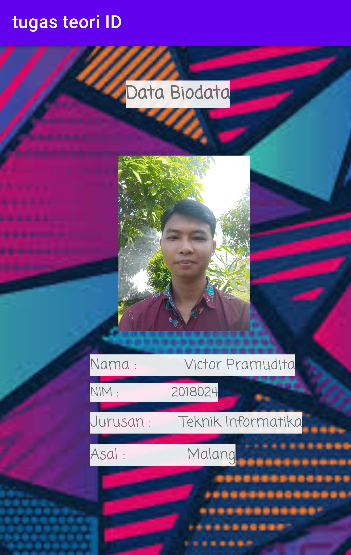 tugas teori ID
Data Biodata
Nama : Victor Pramudita
NIM : 2018024
Jurusan : Teknik Informatika
Asal : Malang